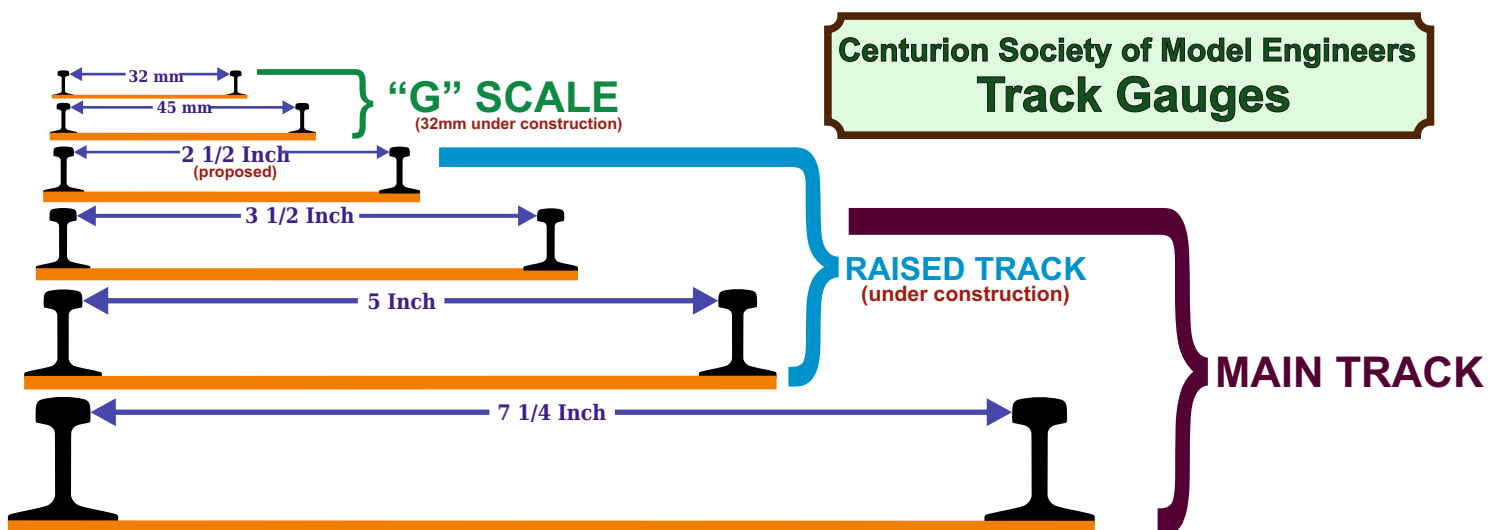 Centurion Society of Model Engineers
Track Gauges
32 mm
45 mm
“G” SCALE
(32mm under construction)
2 1/2 Inch
(proposed)
3 1/2 Inch
5 Inch
RAISED TRACK
(under construction)
7 1/4 Inch
MAIN TRACK